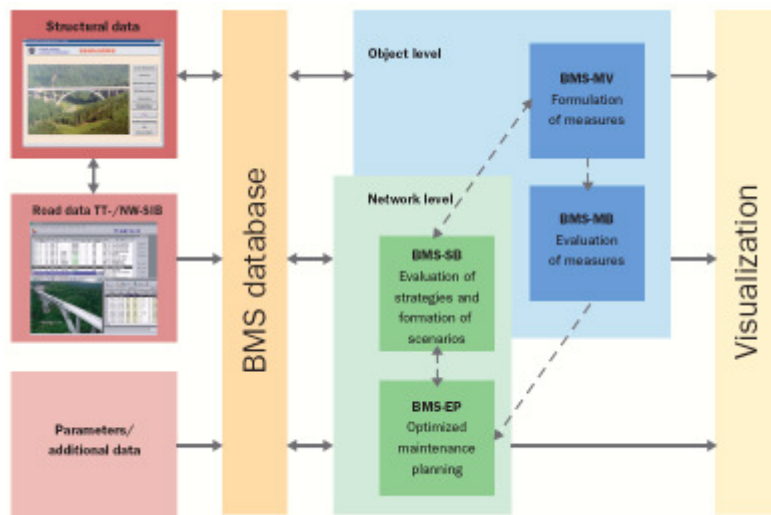 Structural data
Road data TT-/NW-SIB
Parameters/
additional data
BMS database
Object level
BMS-MV
Formulation
of measures
BMS-MB
Evaluation
of measures
Network level
BMS-SB
Evaluation of
strategies and
formation of
scenarios
BMS-EP
Optimized
maintenance
planning
Visualization